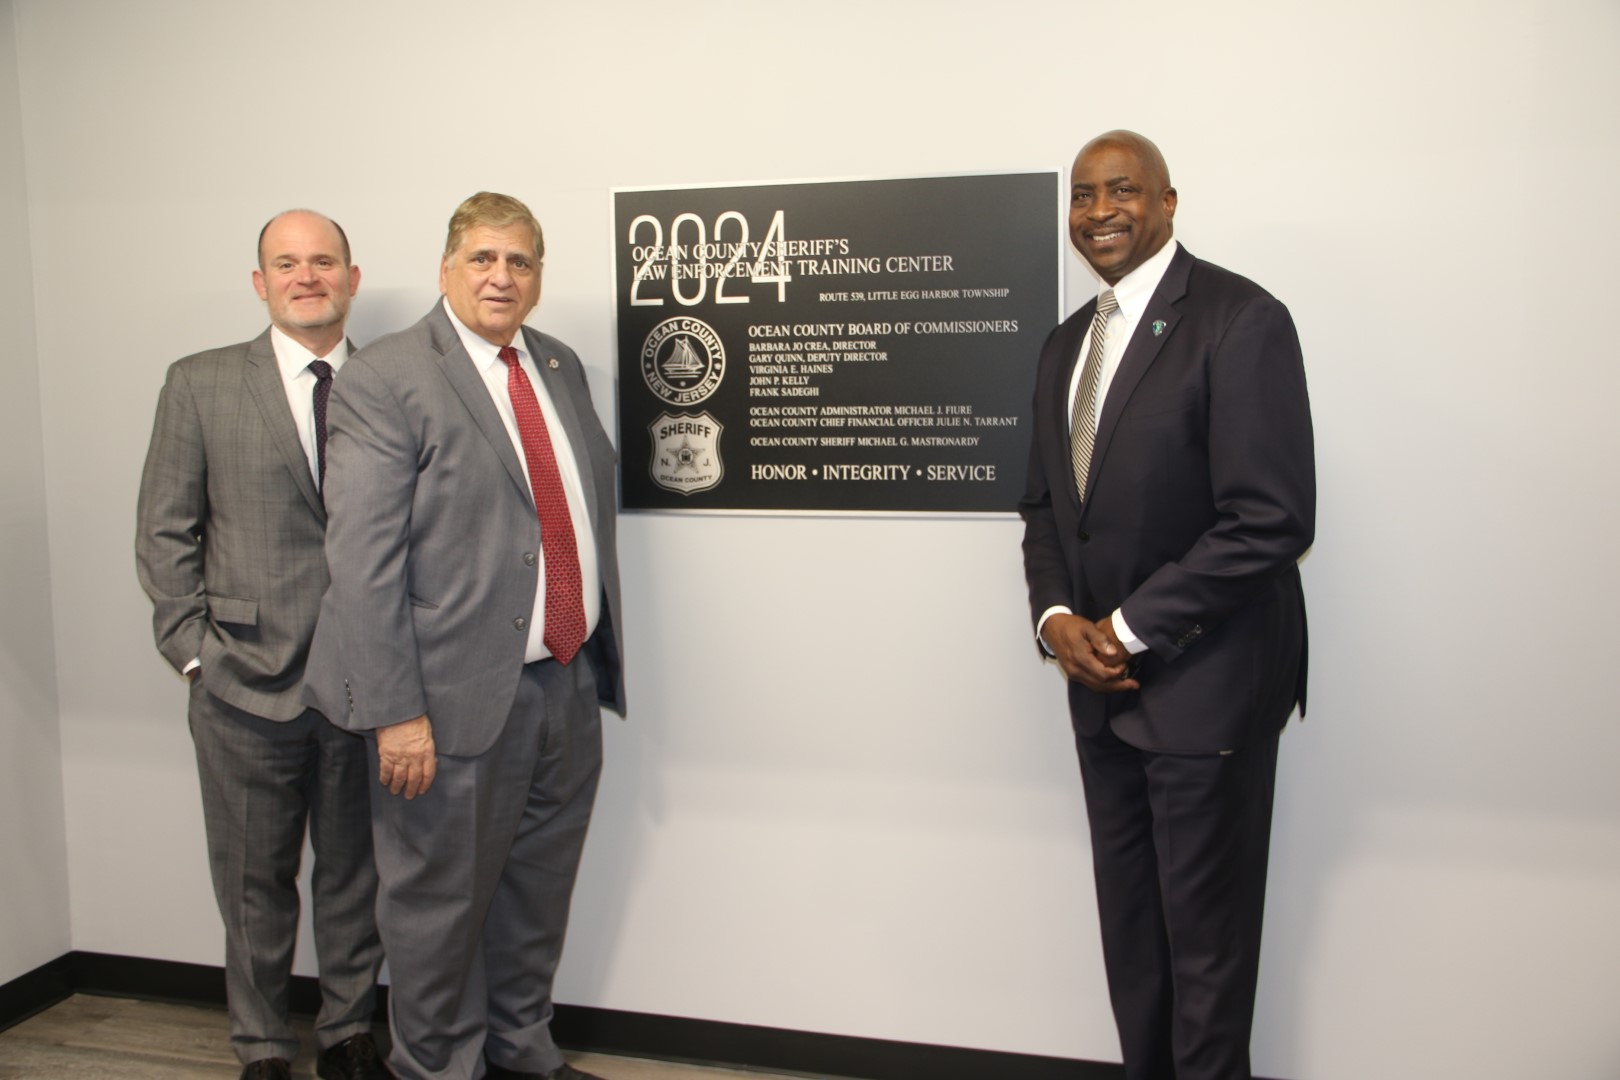 2024
OCEAN COUNTY SHERIFF'S
LAW ENFORCEMENT TRAINING CENTER
ROUTE 539, LITTLE EGG HARBOR TOWNSHIP
OCEAN COUNTY
NEW JERSEY
OCEAN COUNTY BOARD OF COMMISSIONERS
BARBARA JO CREA, DIRECTOR
GARY QUINN, DEPUTY DIRECTOR
VIRGINIA E. HAINES
JOHN P. KELLY
FRANK SADEGHI
OCEAN COUNTY ADMINISTRATOR MICHAEL J. FIURE
OCEAN COUNTY CHIEF FINANCIAL OFFICER JULIE N. TARRANT
OCEAN COUNTY SHERIFF MICHAEL G. MASTRONARDY
HONOR • INTEGRITY • SERVICE
SHERIFF
N. J.
OCEAN COUNTY